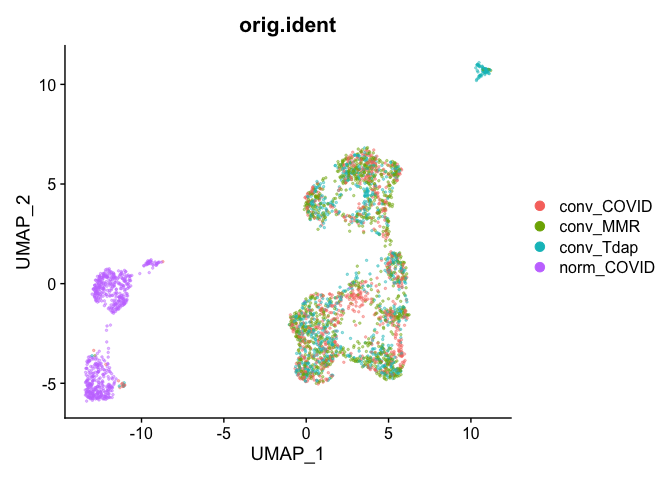 orig.ident
UMAP_2
10
5
0
-5
-10
-5
0
5
10
UMAP_1
conv_COVID
conv_MMR
conv_Tdap
norm_COVID